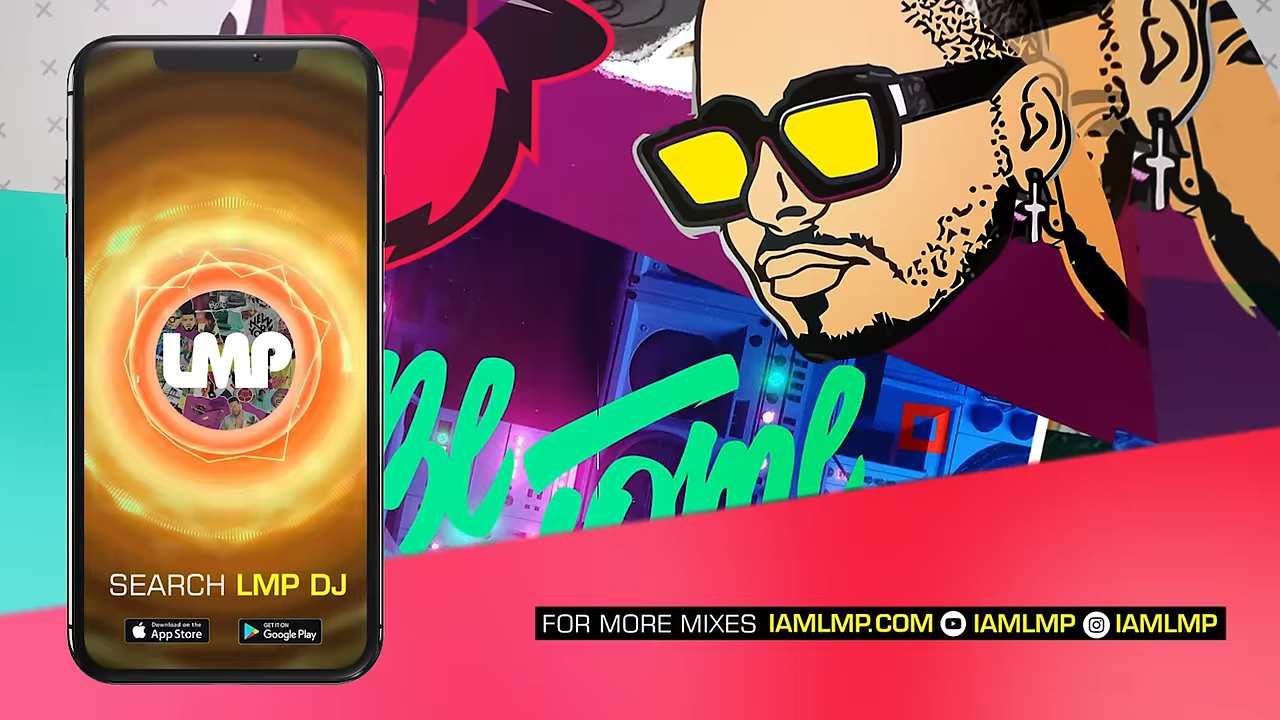 LMP
SEARCH LMP DJ
Download on the
App Store
GET IT ON
Google Play
FOR MORE MIXES IAMLMP.COM IAMLMP IAMLMP